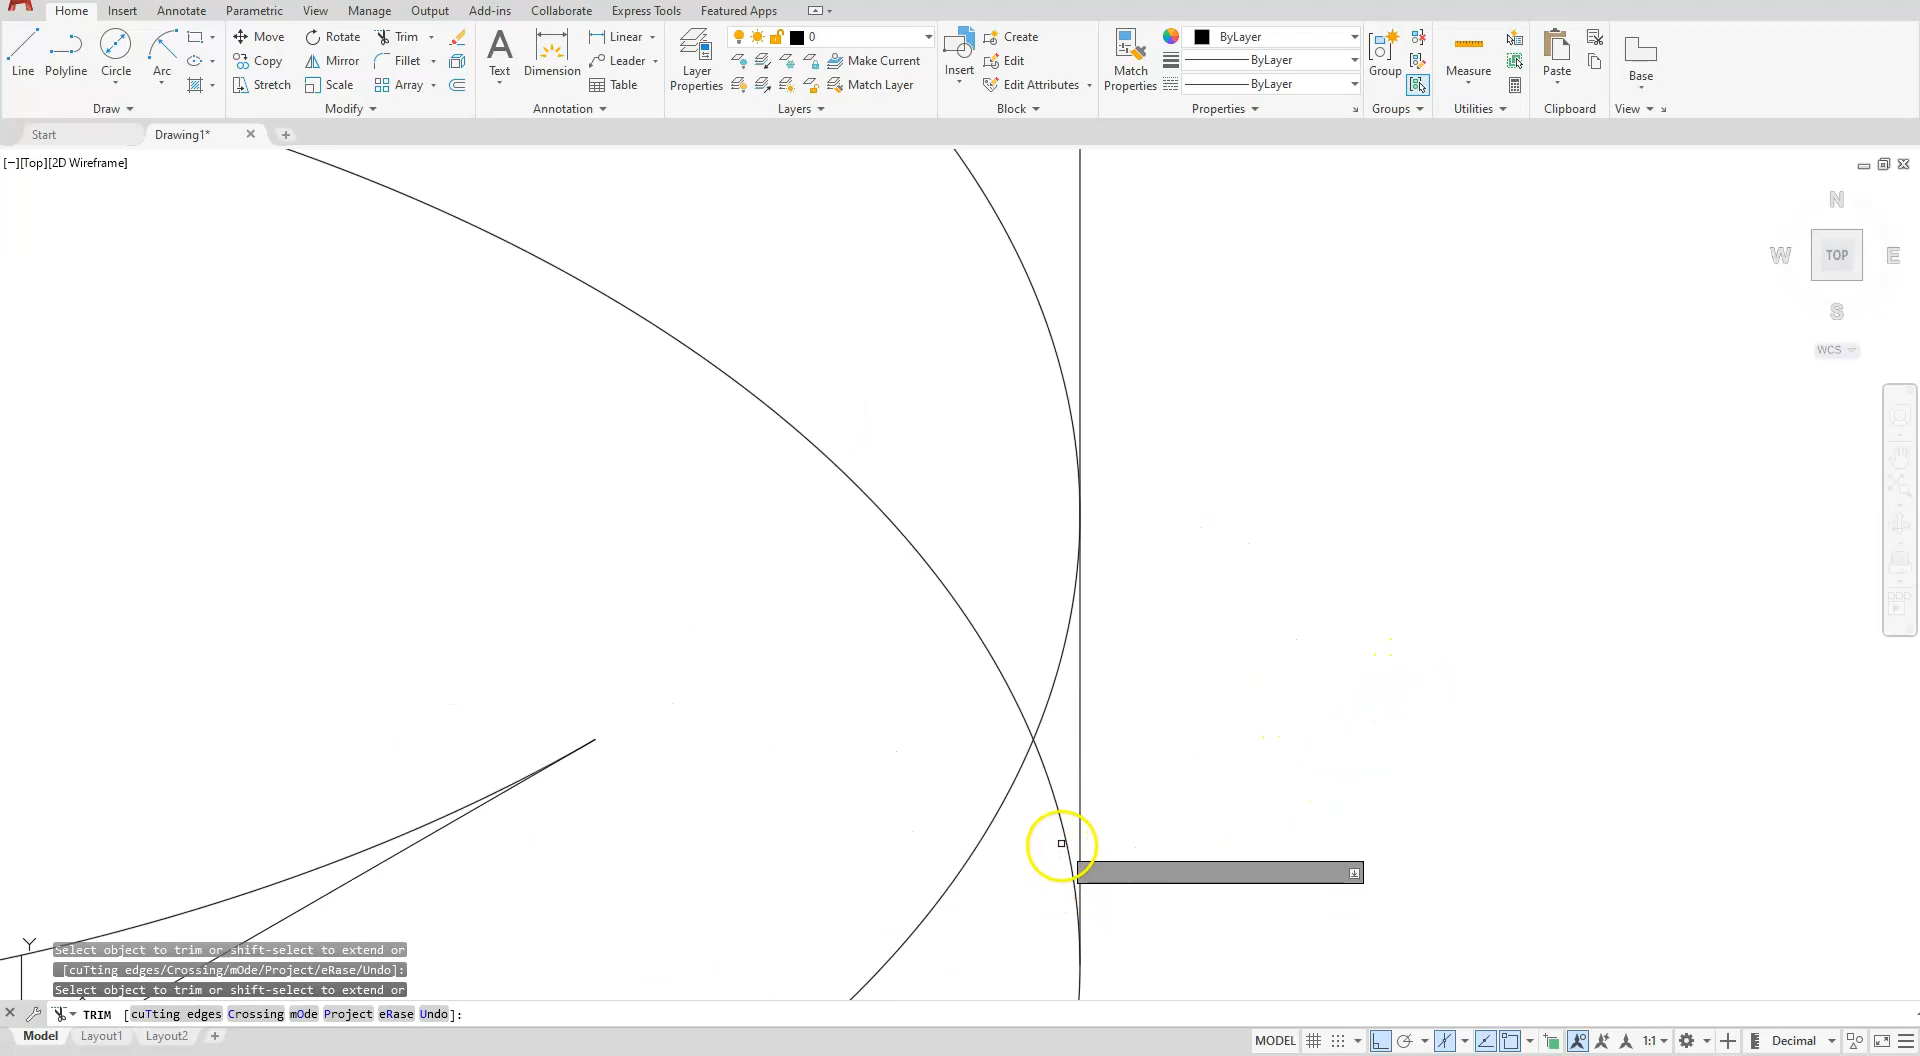 Home Insert Annotate Parametric View Manage Output Add-ins Collaborate Express Tools Featured Apps
Line Polyline Circle Arc
Move Rotate Trim
Copy Mirror Fillet
Stretch Scale Array
Text Dimension
Linear
Leader
Table
Layer Properties
0
Make Current
Match Layer
Insert
Create
Edit
Edit Attributes
Match Properties
ByLayer
ByLayer
ByLayer
Group
Measure
Paste
Base
Draw Modify Annotation Layers Block Properties Groups Utilities Clipboard View
Start Drawing1*
[−][Top][2D Wireframe]
N
W TOP E
S
WCS
Y
Select object to trim or shift-select to extend or
[cuTting edges/Crossing/mOde/Project/eRase/Undo]:
Select object to trim or shift-select to extend or
TRIM [cuTting edges Crossing mOde Project eRase Undo]:
Model Layout1 Layout2 +
MODEL 1:1 Decimal